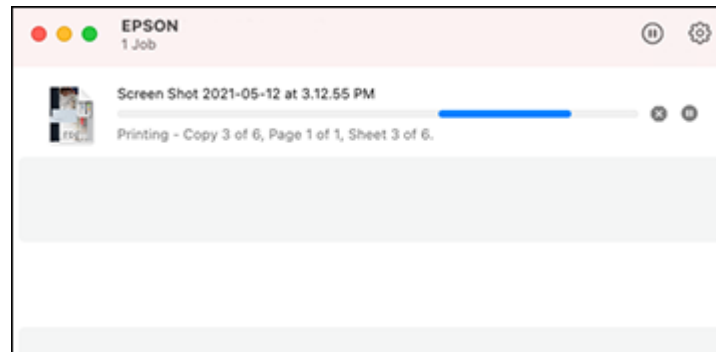 EPSON
1 Job
Screen Shot 2021-05-12 at 3.12.55 PM
Printing - Copy 3 of 6, Page 1 of 1, Sheet 3 of 6.